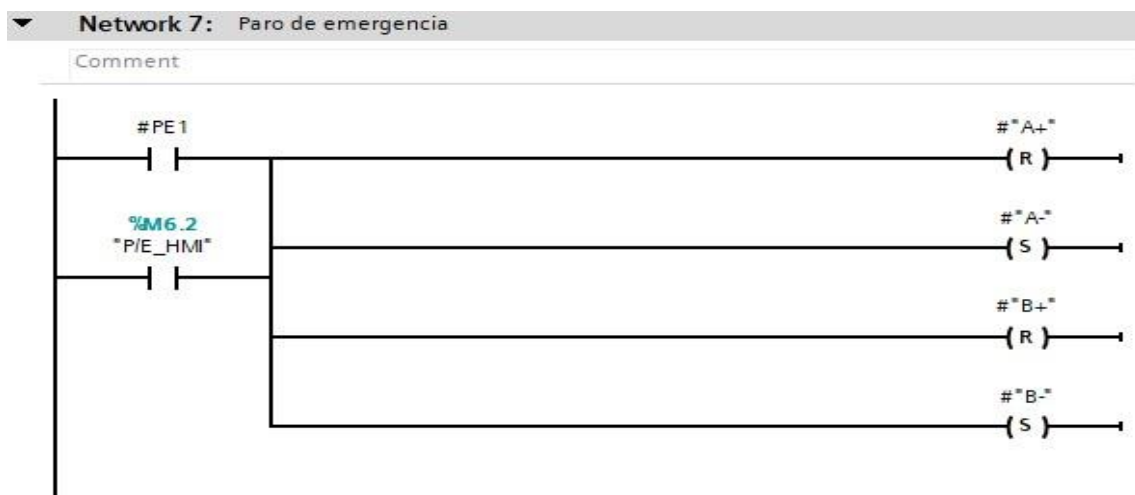 Network 7: Paro de emergencia
Comment
#PE1
#"A+"
( R )
%M6.2
"P/E_HMI"
#"A-"
( S )
#"B+"
( R )
#"B-"
( S )